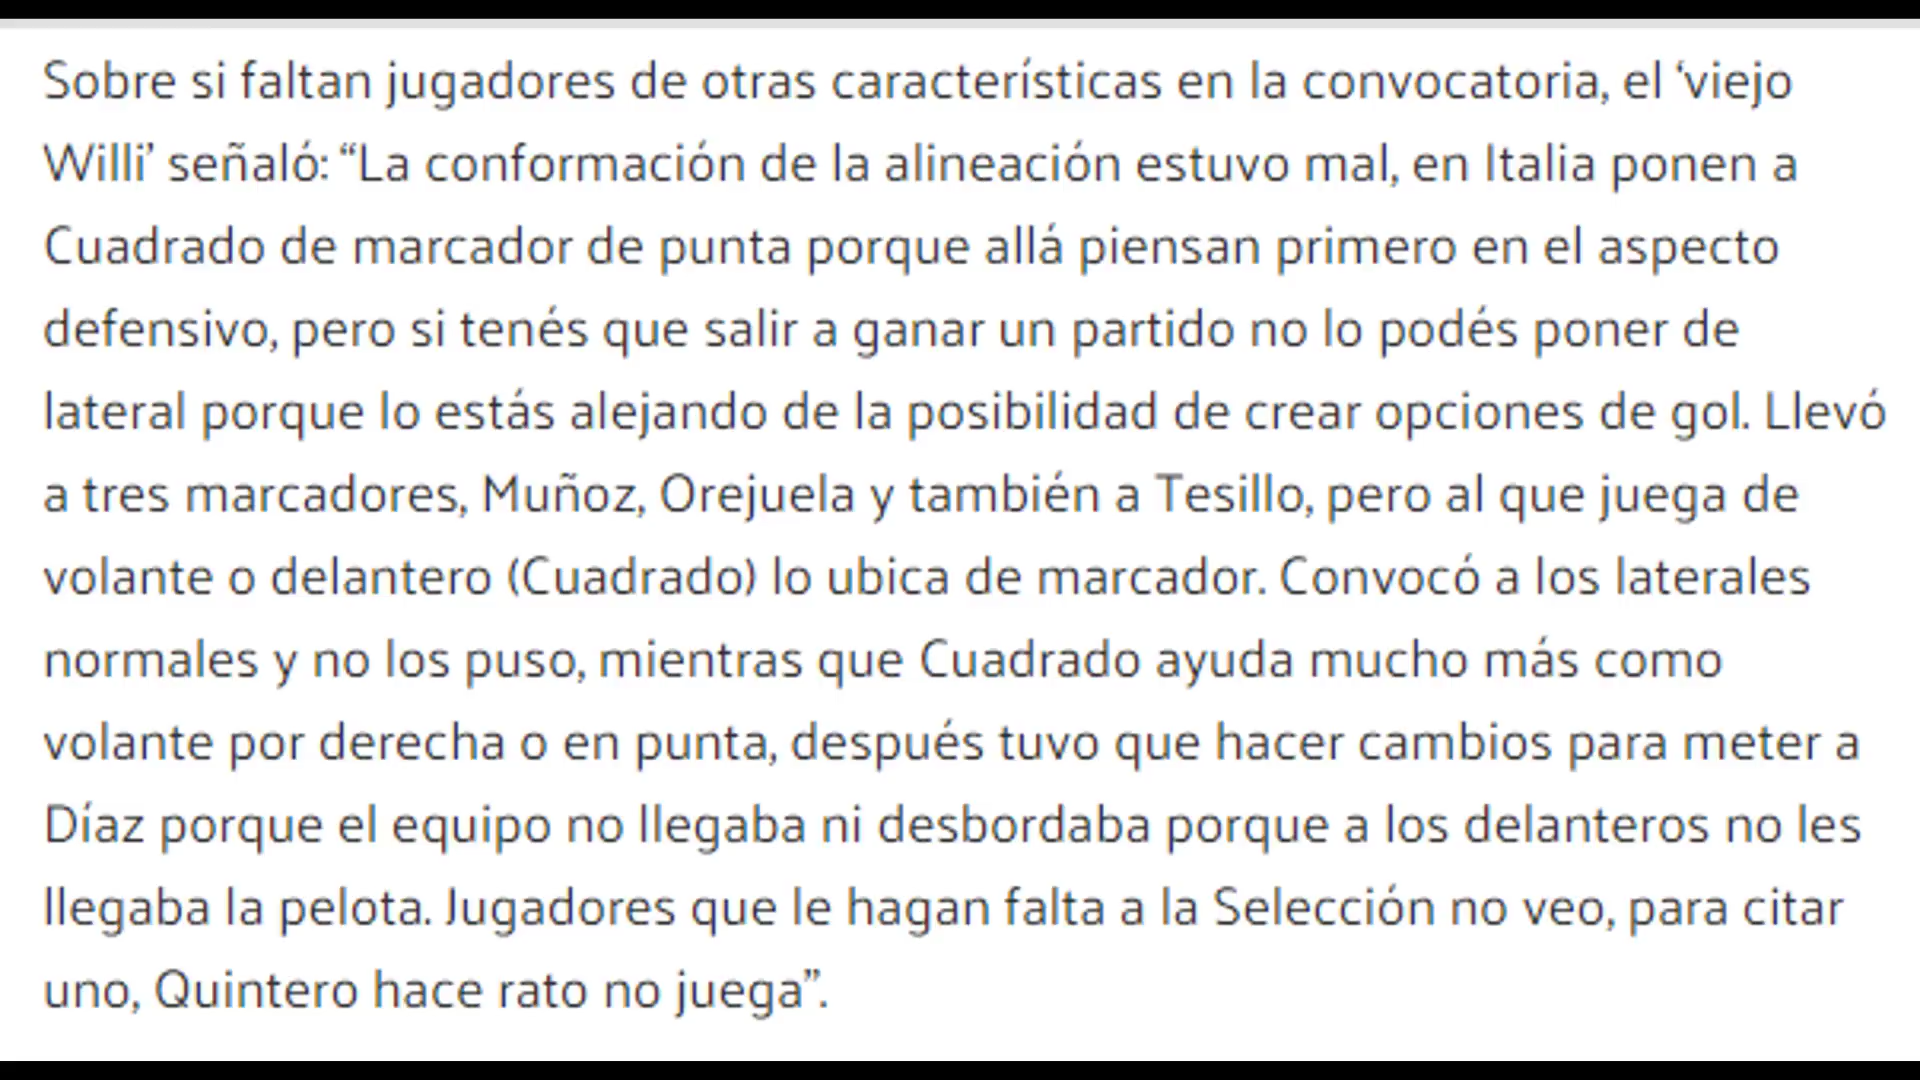 Sobre si faltan jugadores de otras características en la convocatoria, el ‘viejo
Willi’ señaló: “La conformación de la alineación estuvo mal, en Italia ponen a
Cuadrado de marcador de punta porque allá piensan primero en el aspecto
defensivo, pero si tenés que salir a ganar un partido no lo podés poner de
lateral porque lo estás alejando de la posibilidad de crear opciones de gol. Llevó
a tres marcadores, Muñoz, Orejuela y también a Tesillo, pero al que juega de
volante o delantero (Cuadrado) lo ubica de marcador. Convocó a los laterales
normales y no los puso, mientras que Cuadrado ayuda mucho más como
volante por derecha o en punta, después tuvo que hacer cambios para meter a
Díaz porque el equipo no llegaba ni desbordaba porque a los delanteros no les
llegaba la pelota. Jugadores que le hagan falta a la Selección no veo, para citar
uno, Quintero hace rato no juega”.